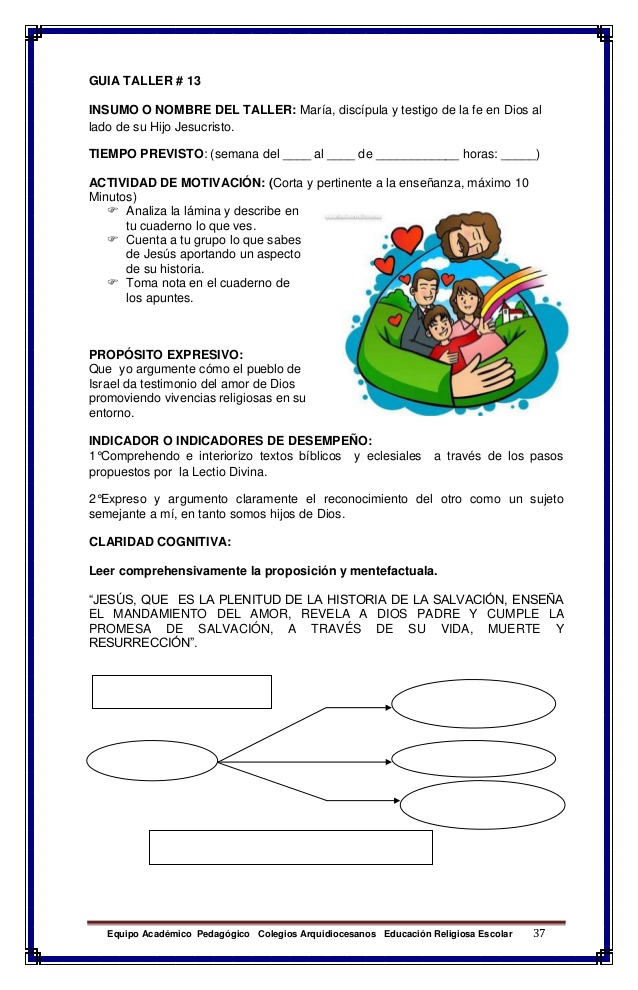 GUIA TALLER # 13
INSUMO O NOMBRE DEL TALLER: María, discípula y testigo de la fe en Dios al
lado de su Hijo Jesucristo.
TIEMPO PREVISTO: (semana del ____ al ____ de ____________ horas: _____)
ACTIVIDAD DE MOTIVACIÓN: (Corta y pertinente a la enseñanza, máximo 10
Minutos)
☞ Analiza la lámina y describe en
tu cuaderno lo que ves.
☞ Cuenta a tu grupo lo que sabes
de Jesús aportando un aspecto
de su historia.
☞ Toma nota en el cuaderno de
los apuntes.
PROPÓSITO EXPRESIVO:
Que yo argumente cómo el pueblo de
Israel da testimonio del amor de Dios
promoviendo vivencias religiosas en su
entorno.
INDICADOR O INDICADORES DE DESEMPEÑO:
1°Comprehendo e interiorizo textos bíblicos y eclesiales a través de los pasos
propuestos por la Lectio Divina.
2°Expreso y argumento claramente el reconocimiento del otro como un sujeto
semejante a mí, en tanto somos hijos de Dios.
CLARIDAD COGNITIVA:
Leer comprehensivamente la proposición y mentefactuala.
“JESÚS, QUE ES LA PLENITUD DE LA HISTORIA DE LA SALVACIÓN, ENSEÑA
EL MANDAMIENTO DEL AMOR, REVELA A DIOS PADRE Y CUMPLE LA
PROMESA DE SALVACIÓN, A TRAVÉS DE SU VIDA, MUERTE Y
RESURRECCIÓN”.
Equipo Académico Pedagógico Colegios Arquidiocesanos Educación Religiosa Escolar 37